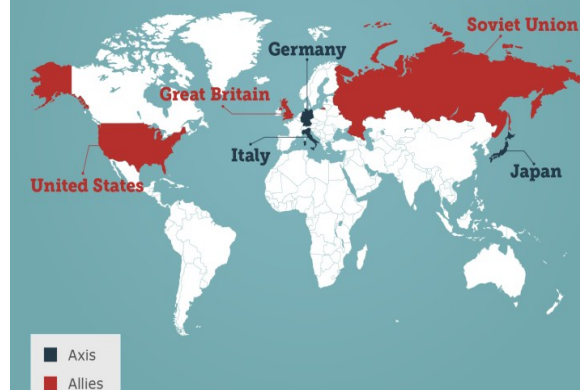 Soviet Union
Germany
Great Britain
Italy
Japan
United States
Axis
Allies